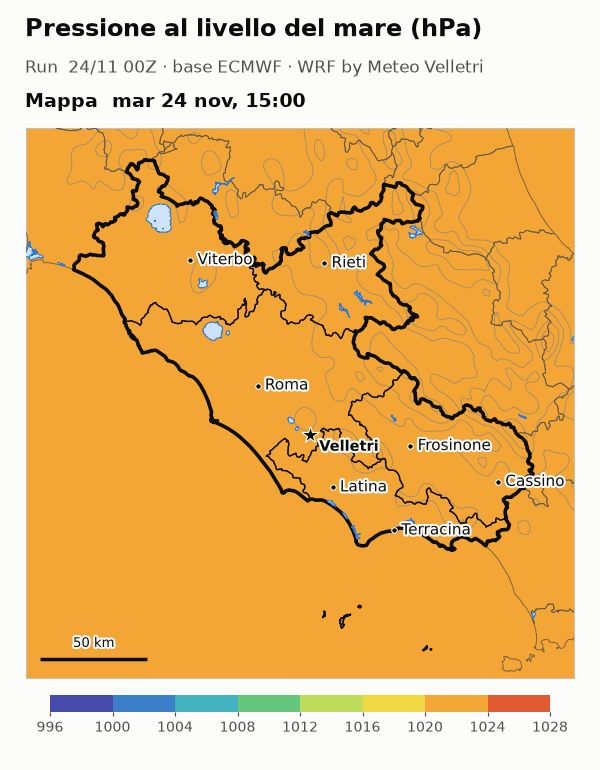 Pressione al livello del mare (hPa)
Run  24/11 00Z · base ECMWF · WRF by Meteo Velletri
Mappa  mar 24 nov, 15:00
Viterbo
Rieti
Roma
Velletri
Frosinone
Cassino
Latina
Terracina
50 km
996 1000 1004 1008 1012 1016 1020 1024 1028